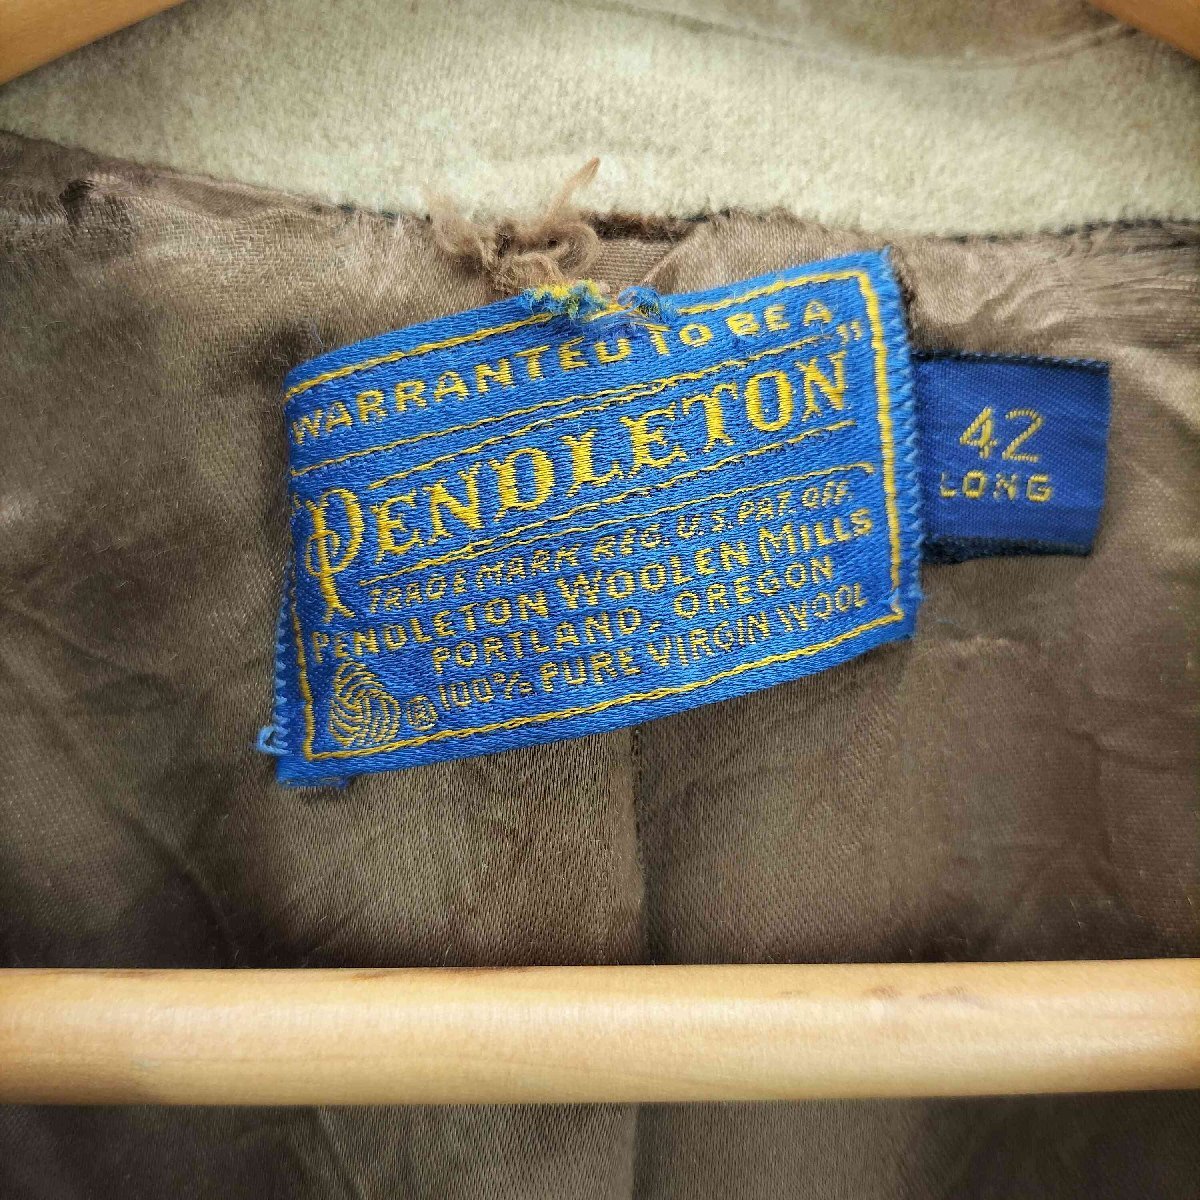 WARRANTED TO BE A
"PENDLETON"
TRADE MARK REG. U.S. PAT. OFF.
PENDLETON WOOLEN MILLS
PORTLAND, OREGON
® 100% PURE VIRGIN WOOL
42
LONG